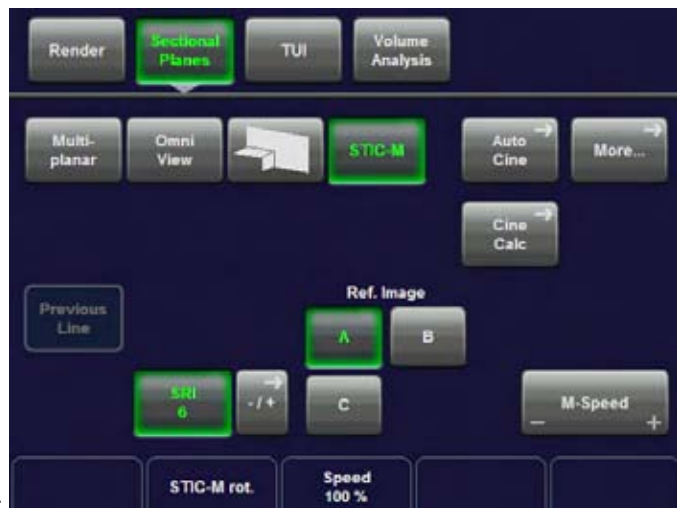 Render
Sectional
Planes
TUI
Volume
Analysis
Multi-
planar
Omni
View
STIC-M
Auto
Cine
More...
Cine
Calc
Ref. Image
Previous
Line
A
B
SRI
6
- / +
C
M-Speed
− +
STIC-M rot.
Speed
100 %